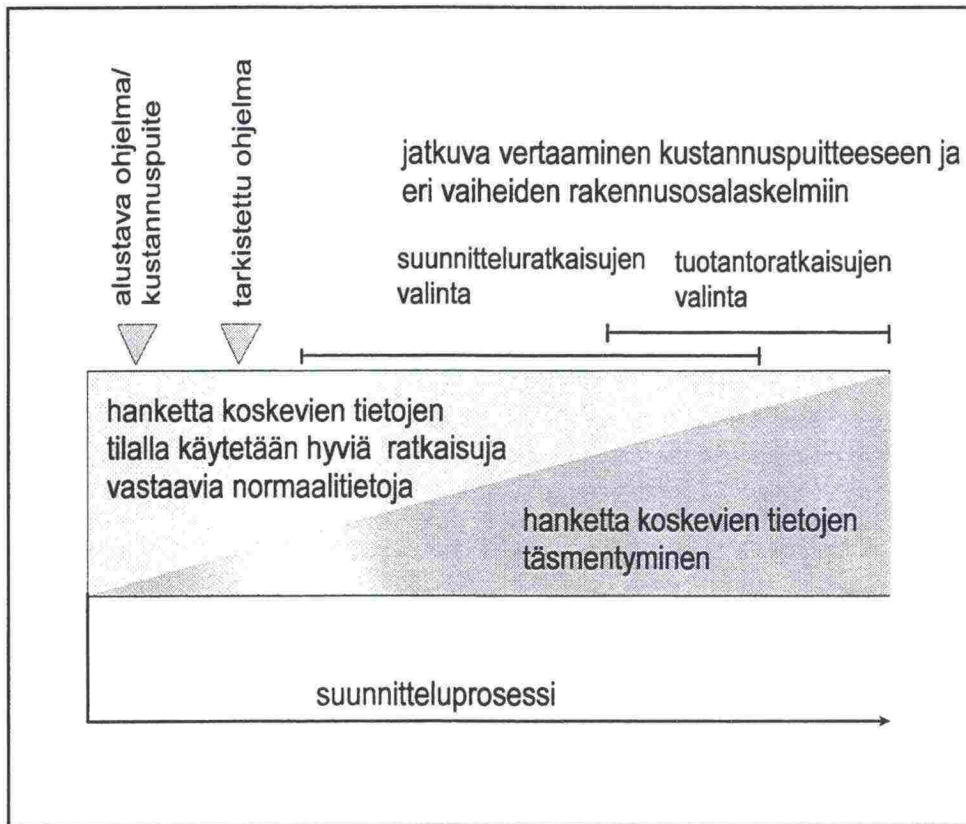 alustava ohjelma/
kustannuspuite
tarkistettu ohjelma
jatkuva vertaaminen kustannuspuitteeseen ja
eri vaiheiden rakennusosalaskelmiin
suunnitteluratkaisujen
valinta
tuotantoratkaisujen
valinta
hanketta koskevien tietojen
tilalla käytetään hyviä ratkaisuja
vastaavia normaalitietoja
hanketta koskevien tietojen
täsmentyminen
suunnitteluprosessi